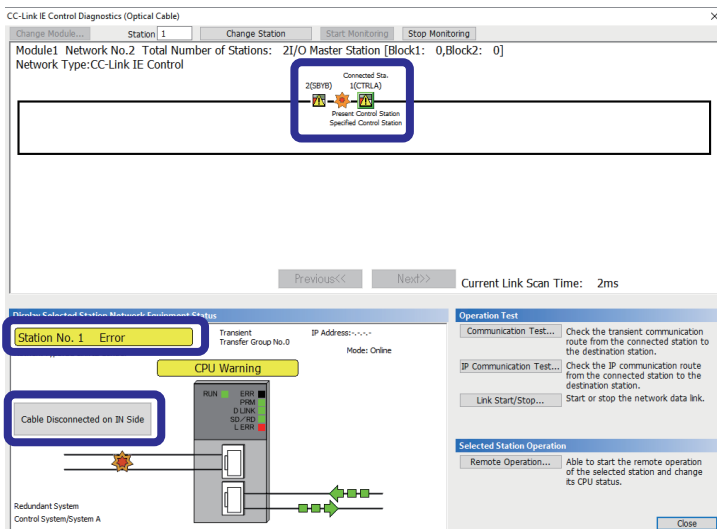 CC-Link IE Control Diagnostics (Optical Cable)
Change Module...
Station 1
Change Station
Start Monitoring
Stop Monitoring
Module1 Network No.2 Total Number of Stations: 2I/O Master Station [Block1: 0,Block2: 0]
Network Type:CC-Link IE Control
Connected Sta.
2(SBYB) 1(CTRLA)
Present Control Station
Specified Control Station
Previous<<
Next>>
Current Link Scan Time: 2ms
Display Selected Station Network Equipment Status
Station No. 1 Error
Transient
Transfer Group No.0
IP Address:-.-.-.-
Mode: Online
CPU Warning
RUN ERR
PRM
D LINK
SD/RD
L ERR
Cable Disconnected on IN Side
Redundant System
Control System/System A
Operation Test
Communication Test...
Check the transient communication
route from the connected station to
the destination station.
IP Communication Test...
Check the IP communication route
from the connected station to the
destination station.
Link Start/Stop...
Start or stop the network data link.
Selected Station Operation
Remote Operation...
Able to start the remote operation
of the selected station and change
its CPU status.
Close